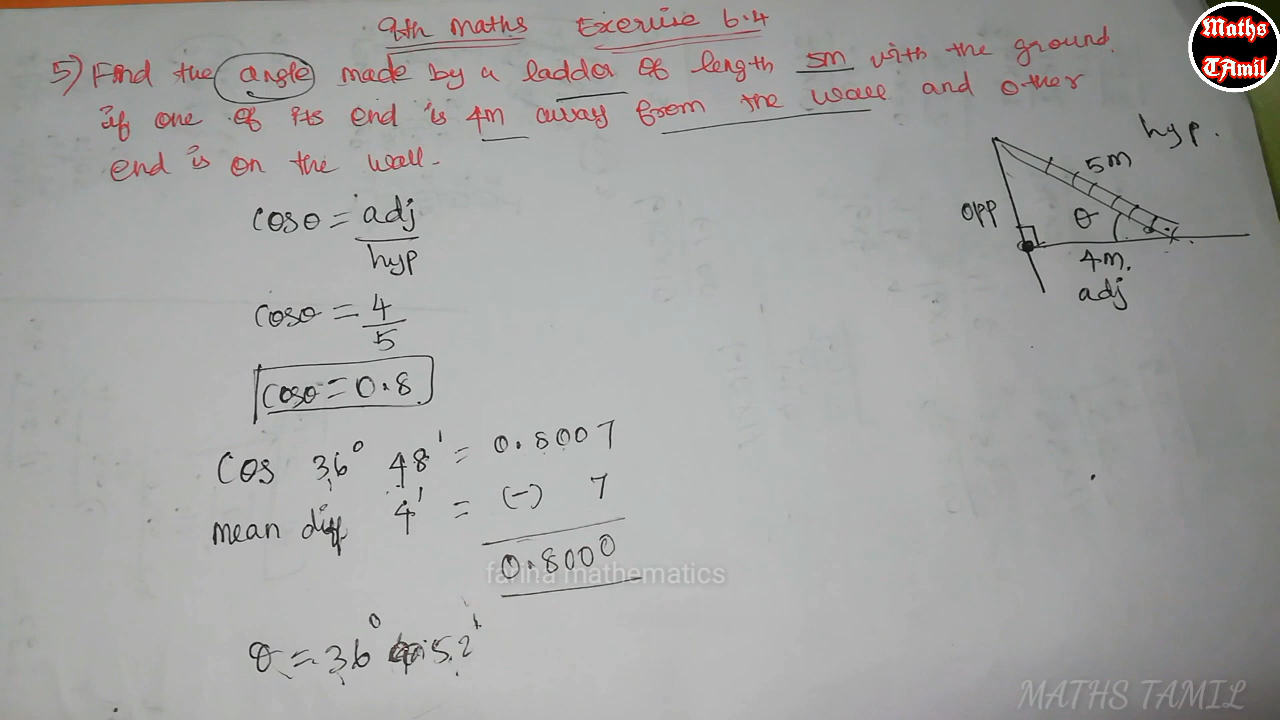 9th maths Exercise 6.4
5) Find the angle made by a ladder of length 5m with the ground
if one of its end is 4m away from the wall and other
end is on the wall.
cosθ = adj
hyp
cosθ = 4
5
cosθ = 0.8
Cos 36° 48' = 0.8007
mean diff 4' = (-) 7
0.8000
θ = 36° 52'
hyp.
5m
opp
θ
4m.
adj
Maths
TAmil
farina mathematics
MATHS TAMIL